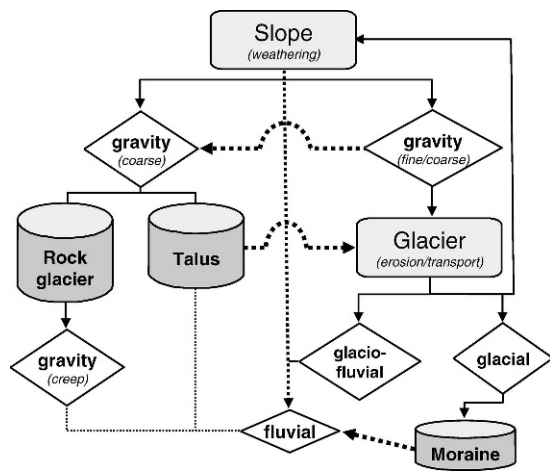 Slope
(weathering)
gravity
(coarse)
gravity
(fine/coarse)
Rock
glacier
Talus
Glacier
(erosion/transport)
gravity
(creep)
glacio-
fluvial
glacial
fluvial
Moraine